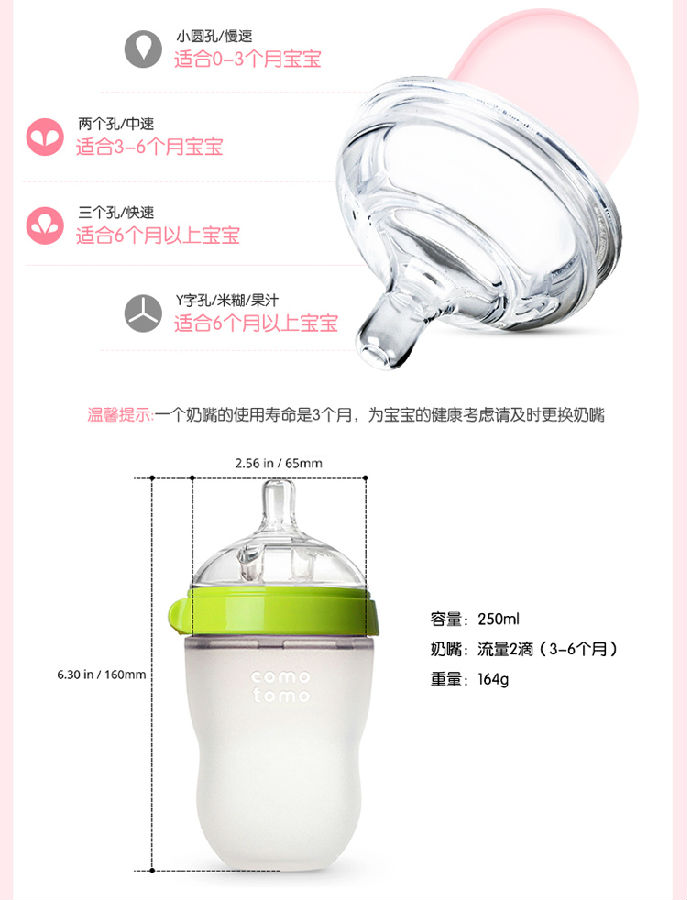 小圆孔/慢速
适合0-3个月宝宝
两个孔/中速
适合3-6个月宝宝
三个孔/快速
适合6个月以上宝宝
Y字孔/米糊/果汁
适合6个月以上宝宝
温馨提示:一个奶嘴的使用寿命是3个月，为宝宝的健康考虑请及时更换奶嘴
2.56 in / 65mm
6.30 in / 160mm
como
tomo
容量：250ml
奶嘴：流量2滴（3-6个月）
重量：164g